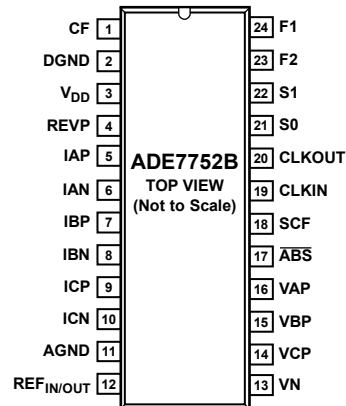 CF 1
DGND 2
VDD 3
REVP 4
IAP 5
IAN 6
IBP 7
IBN 8
ICP 9
ICN 10
AGND 11
REFIN/OUT 12
ADE7752B
TOP VIEW
(Not to Scale)
24 F1
23 F2
22 S1
21 S0
20 CLKOUT
19 CLKIN
18 SCF
17 ABS
16 VAP
15 VBP
14 VCP
13 VN